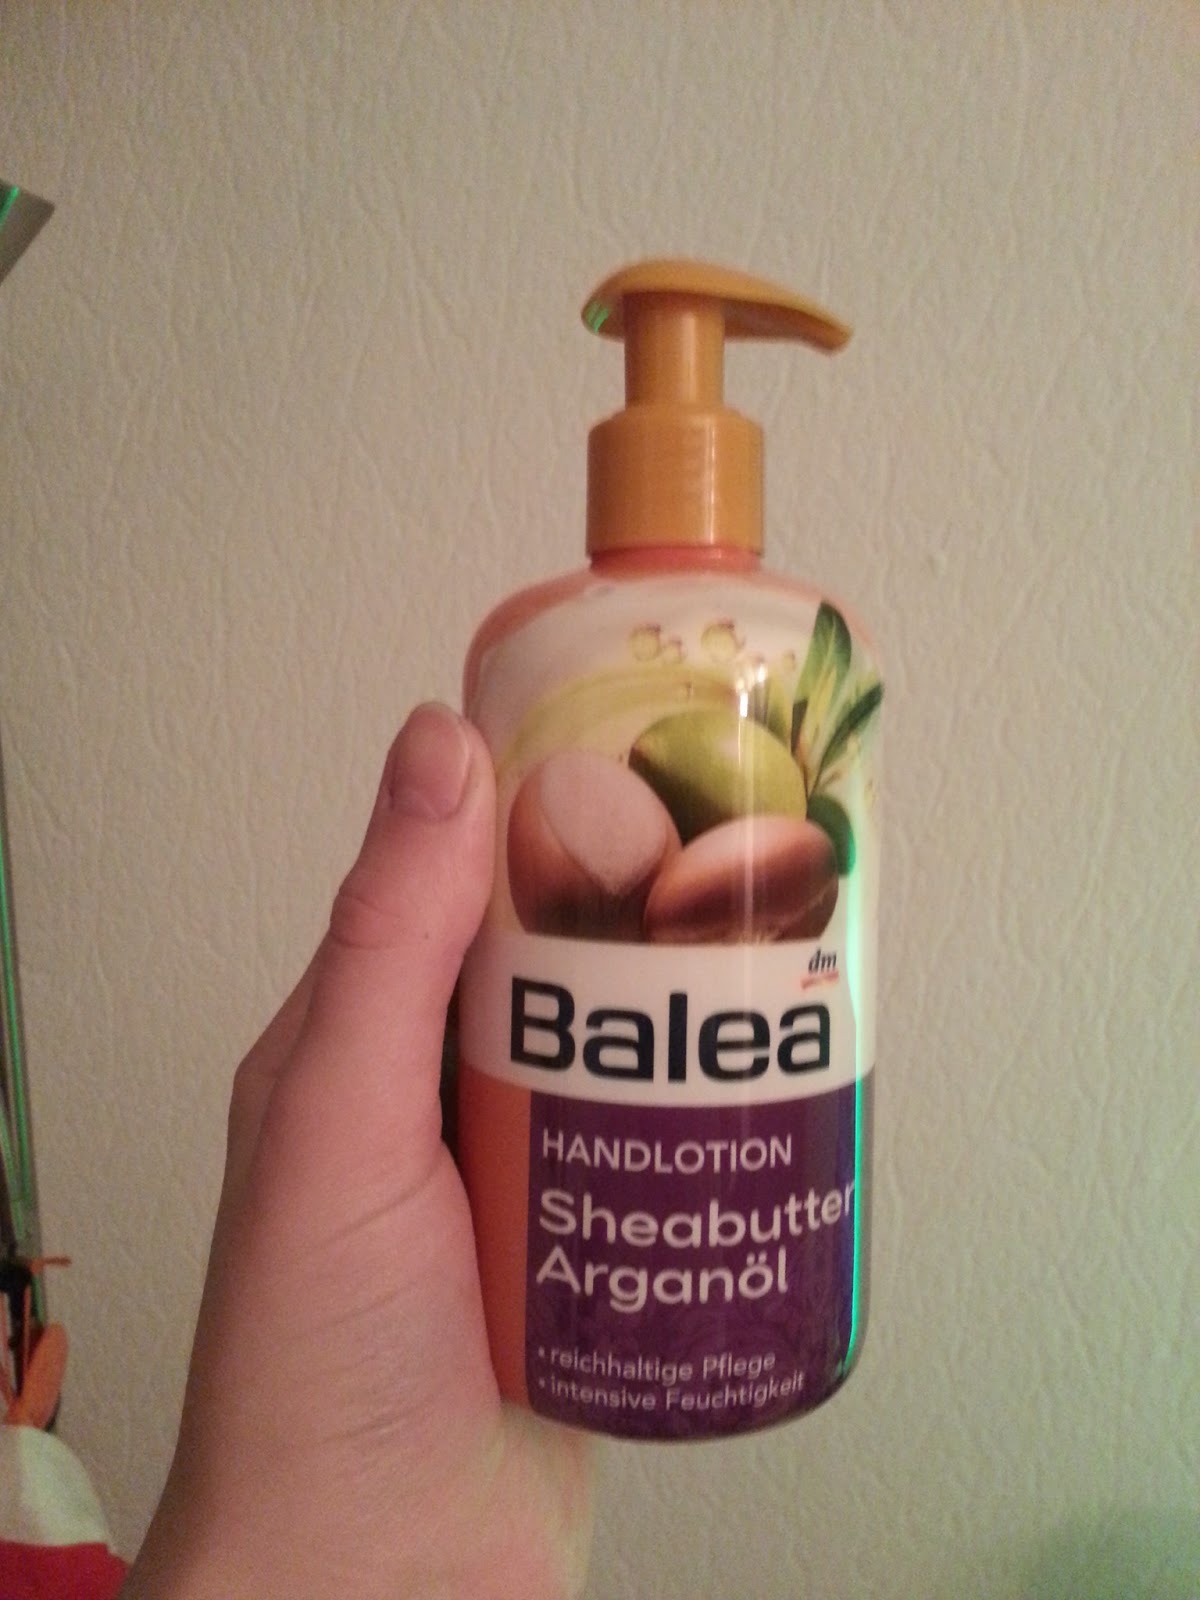 dm
Balea
HANDLOTION
Sheabutter
Arganöl
• reichhaltige Pflege
• intensive Feuchtigkeit